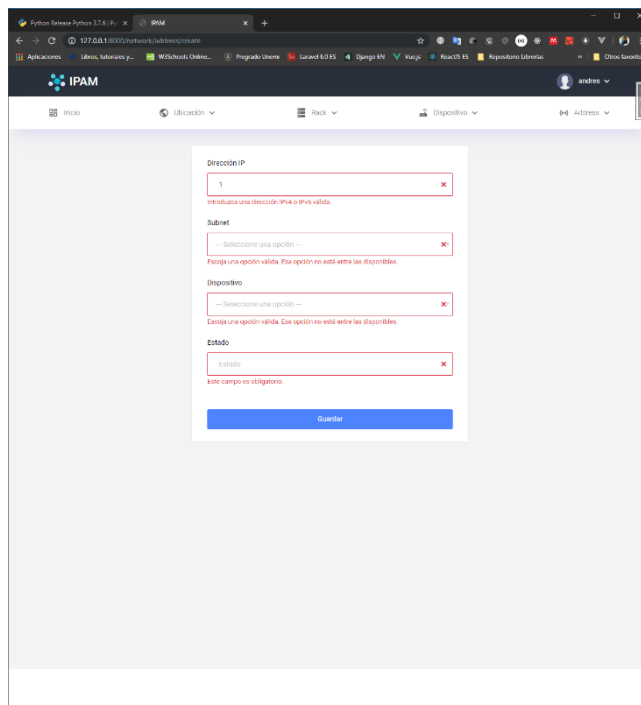 Python Release Python 3.7.6 | Py
IPAM
127.0.0.1:8000/network/address/create
Aplicaciones
Libros, tutoriales y...
W3Schools Online...
Pregrado Unemi
Laravel 6.0 ES
Django EN
Vue.js
ReactJS ES
Repositorio Librerias
»
Otros favorito
IPAM
andres
Inicio
Ubicación
Rack
Dispositivo
Address
Dirección IP
1
Introduzca una dirección IPv4 o IPv6 válida.
Subnet
--- Seleccione una opción ---
Escoja una opción válida. Esa opción no está entre las disponibles.
Dispositivo
--- Seleccione una opción ---
Escoja una opción válida. Esa opción no está entre las disponibles.
Estado
Estado
Este campo es obligatorio.
Guardar